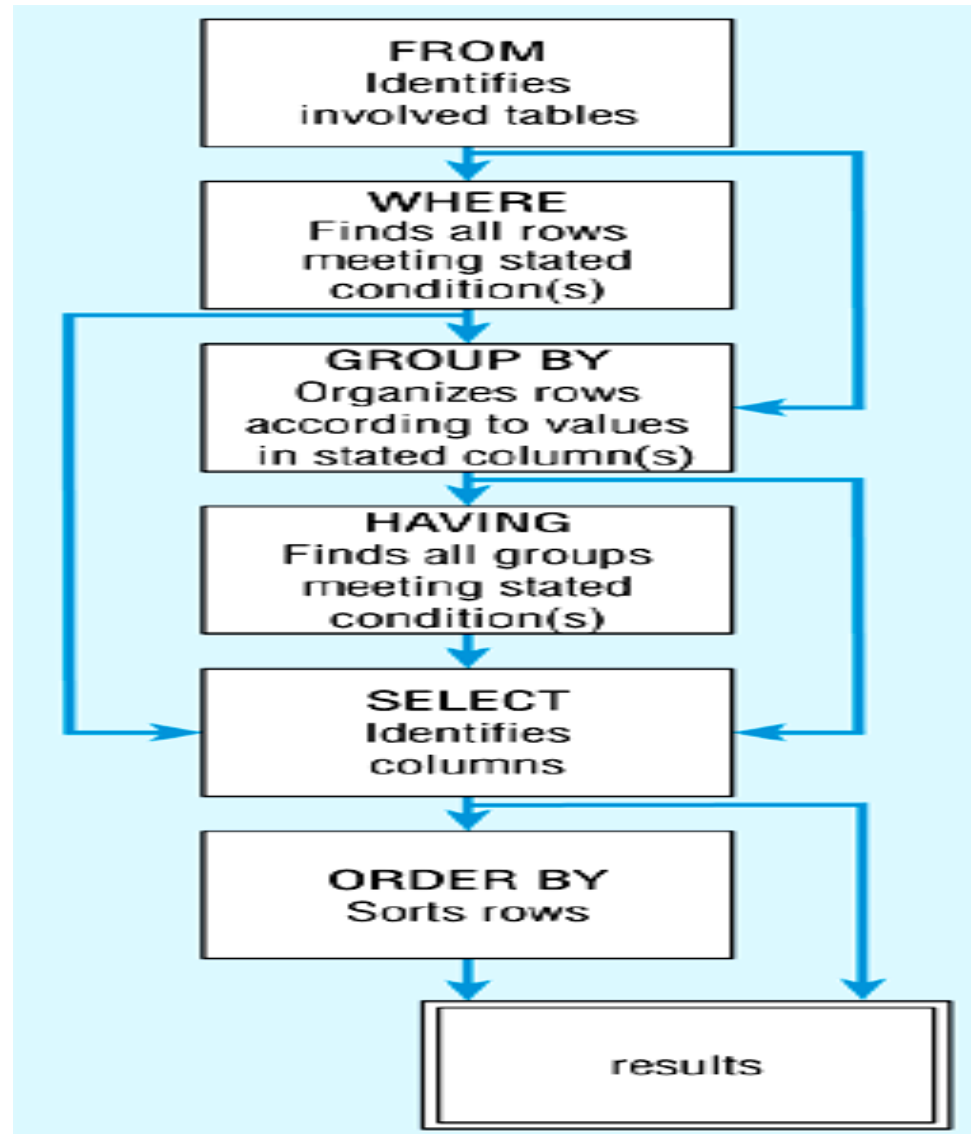 FROM
Identifies
involved tables
WHERE
Finds all rows
meeting stated
condition(s)
GROUP BY
Organizes rows
according to values
in stated column(s)
HAVING
Finds all groups
meeting stated
condition(s)
SELECT
Identifies
columns
ORDER BY
Sorts rows
results